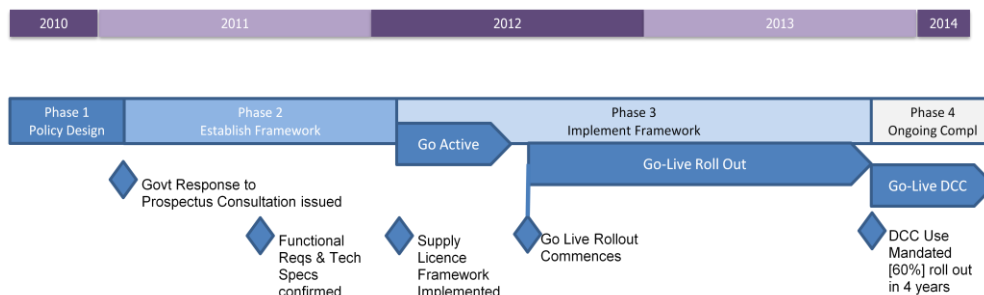 2010
2011
2012
2013
2014
Phase 1
Policy Design
Phase 2
Establish Framework
Phase 3
Implement Framework
Phase 4
Ongoing Compl
Go Active
Go-Live Roll Out
Go-Live DCC
Govt Response to
Prospectus Consultation issued
Functional
Reqs & Tech
Specs
confirmed
Supply
Licence
Framework
Implemented
Go Live Rollout
Commences
DCC Use
Mandated
[60%] roll out
in 4 years